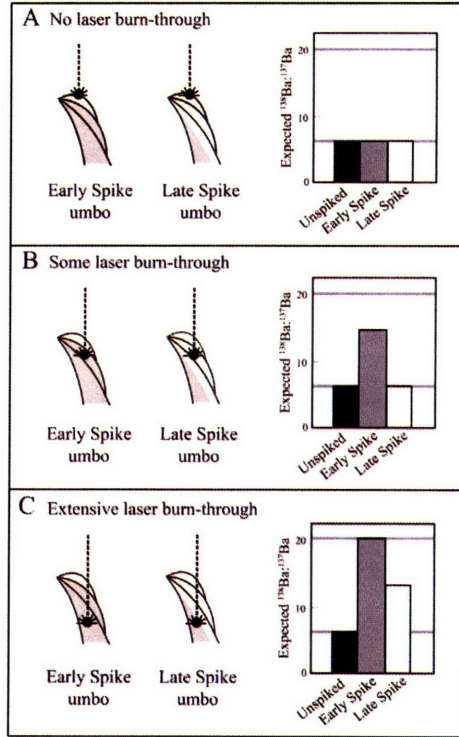 A No laser burn-through
Early Spike
umbo
Late Spike
umbo
Expected ¹³⁸Ba:¹³⁷Ba
20
10
0
Unspiked
Early Spike
Late Spike
B Some laser burn-through
Early Spike
umbo
Late Spike
umbo
Expected ¹³⁸Ba:¹³⁷Ba
20
10
0
Unspiked
Early Spike
Late Spike
C Extensive laser burn-through
Early Spike
umbo
Late Spike
umbo
Expected ¹³⁸Ba:¹³⁷Ba
20
10
0
Unspiked
Early Spike
Late Spike